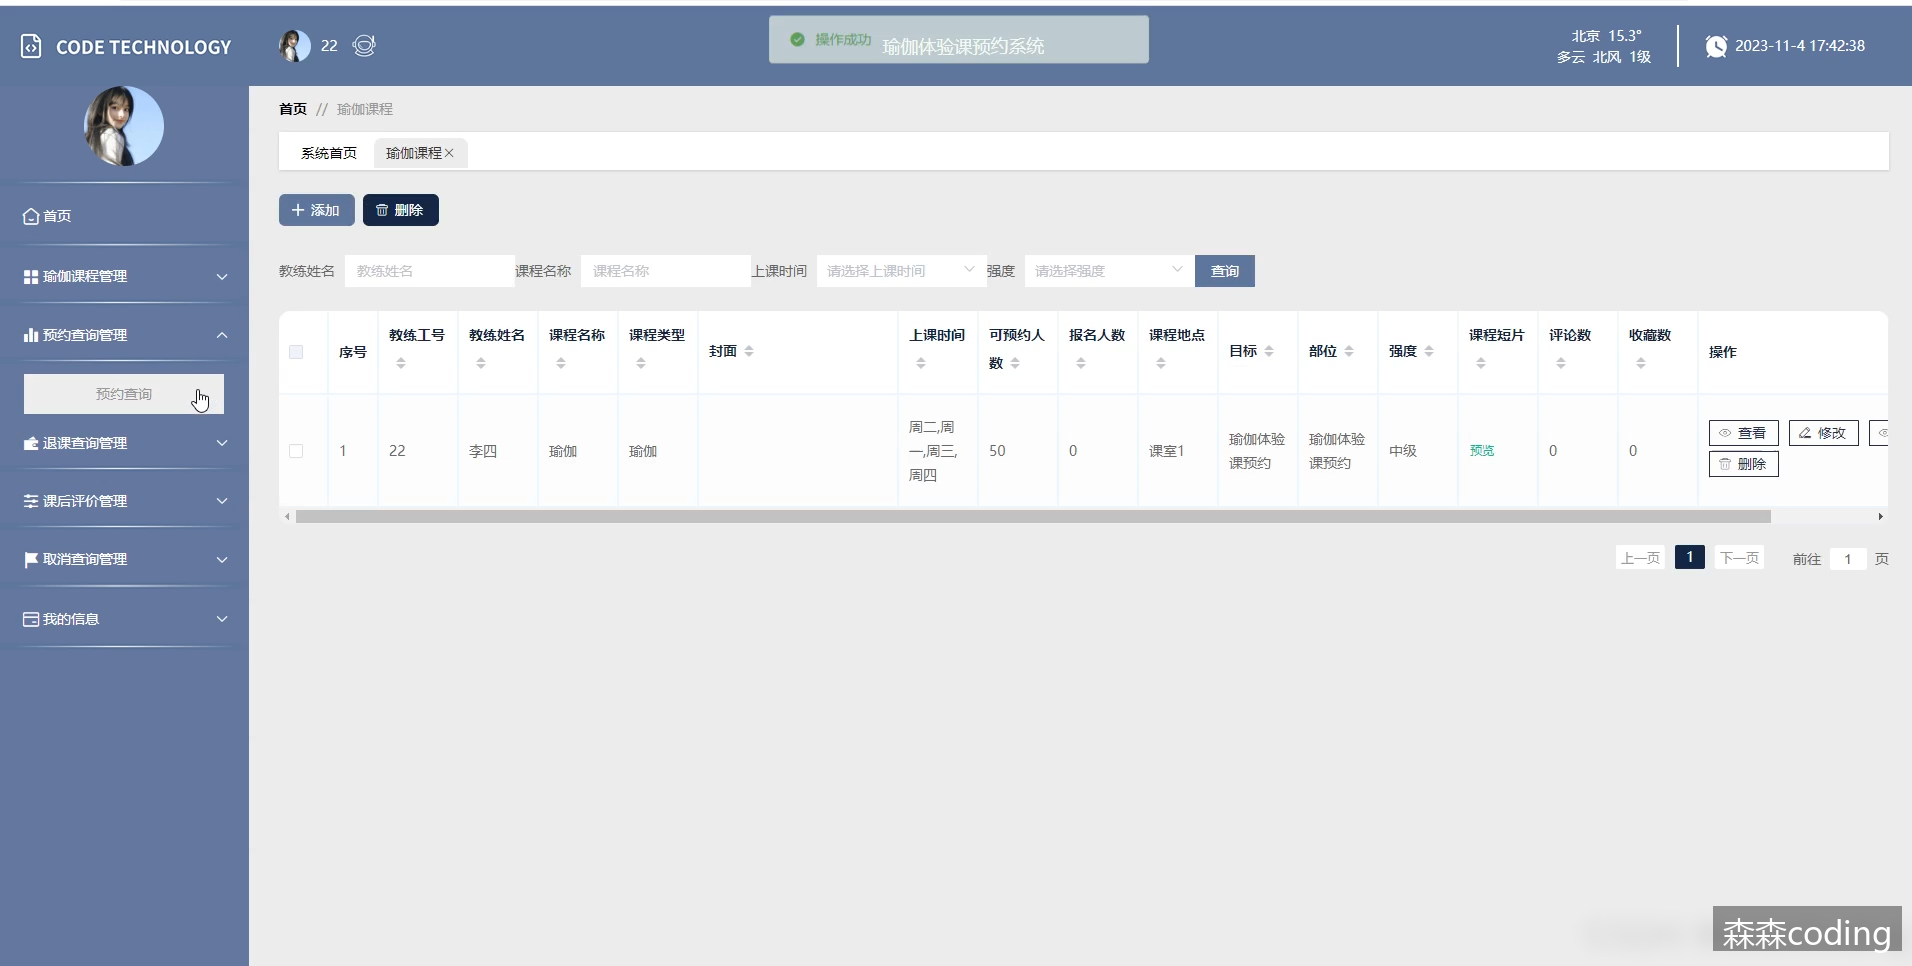 CODE TECHNOLOGY
22
操作成功
瑜伽体验课预约系统
北京 15.3°
多云 北风 1级
2023-11-4 17:42:38
首页
瑜伽课程管理
预约查询管理
预约查询
退课查询管理
课后评价管理
取消查询管理
我的信息
首页 // 瑜伽课程
系统首页 瑜伽课程
添加 删除
教练姓名 教练姓名 课程名称 课程名称 上课时间 请选择上课时间 强度 请选择强度 查询
序号 教练工号 教练姓名 课程名称 课程类型 封面 上课时间 可预约人数 报名人数 课程地点 目标 部位 强度 课程短片 评论数 收藏数 操作
1 22 李四 瑜伽 瑜伽 周二,周一,周三,周四 50 0 课室1 瑜伽体验课预约 瑜伽体验课预约 中级 预览 0 0 查看 修改
删除
上一页 1 下一页 前往 1 页
森森coding